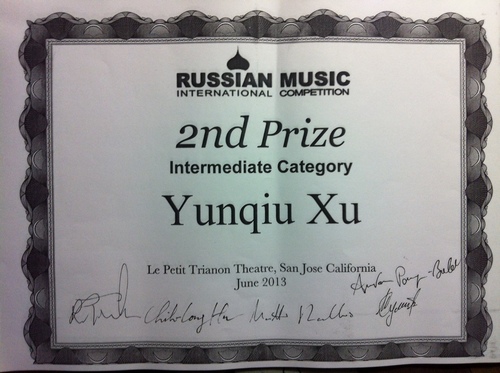 RUSSIAN MUSIC
INTERNATIONAL COMPETITION
2nd Prize
Intermediate Category
Yunqiu Xu
Le Petit Trianon Theatre, San Jose California
June 2013